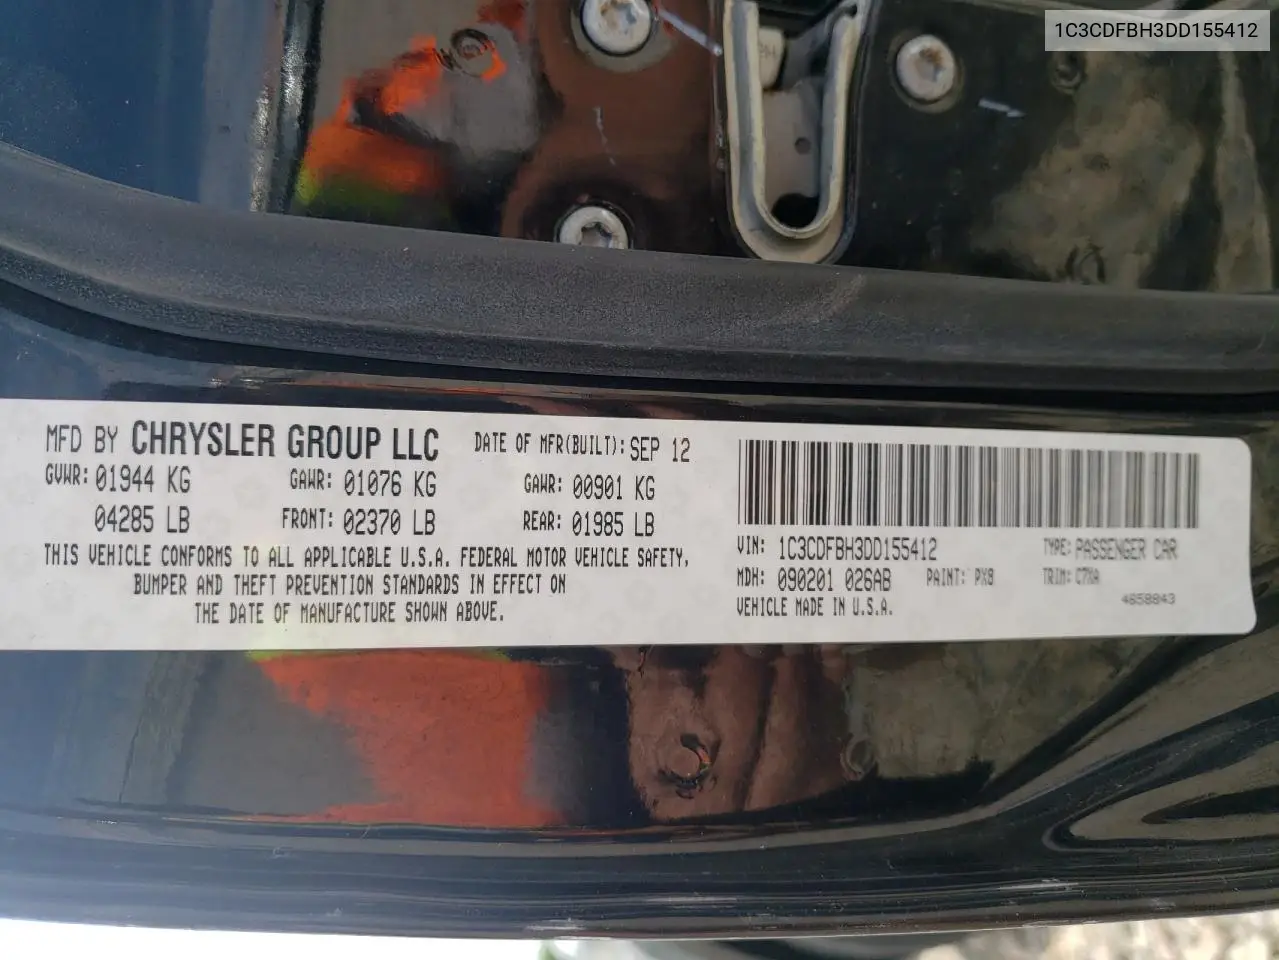 1C3CDFBH3DD155412
MFD BY CHRYSLER GROUP LLC DATE OF MFR(BUILT): SEP 12
GVWR: 01944 KG GAWR: 01076 KG GAWR: 00901 KG
04285 LB FRONT: 02370 LB REAR: 01985 LB
THIS VEHICLE CONFORMS TO ALL APPLICABLE U.S.A. FEDERAL MOTOR VEHICLE SAFETY,
BUMPER AND THEFT PREVENTION STANDARDS IN EFFECT ON
THE DATE OF MANUFACTURE SHOWN ABOVE.
VIN: 1C3CDFBH3DD155412 TYPE: PASSENGER CAR
MDH: 090201 026AB PAINT: PX8 TRIM: C7XA
VEHICLE MADE IN U.S.A. 4658843